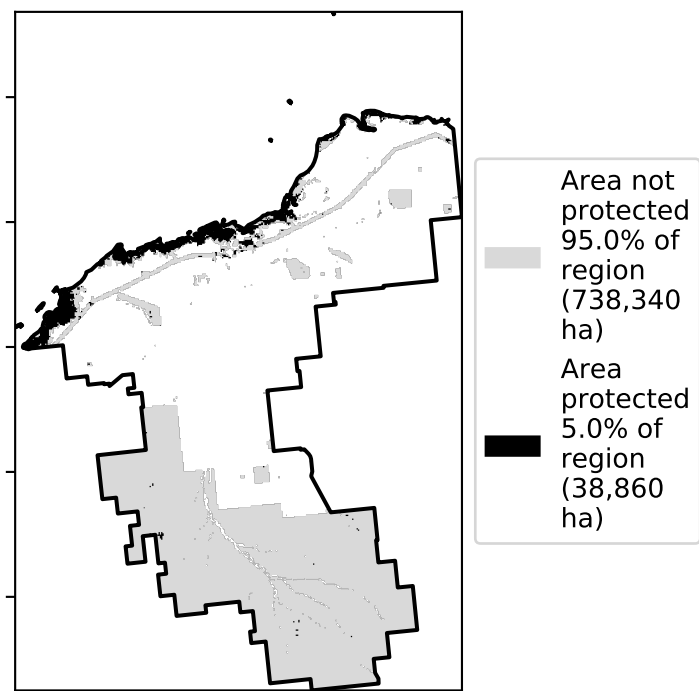 Area not
protected
95.0% of
region
(738,340
ha)
Area
protected
5.0% of
region
(38,860
ha)